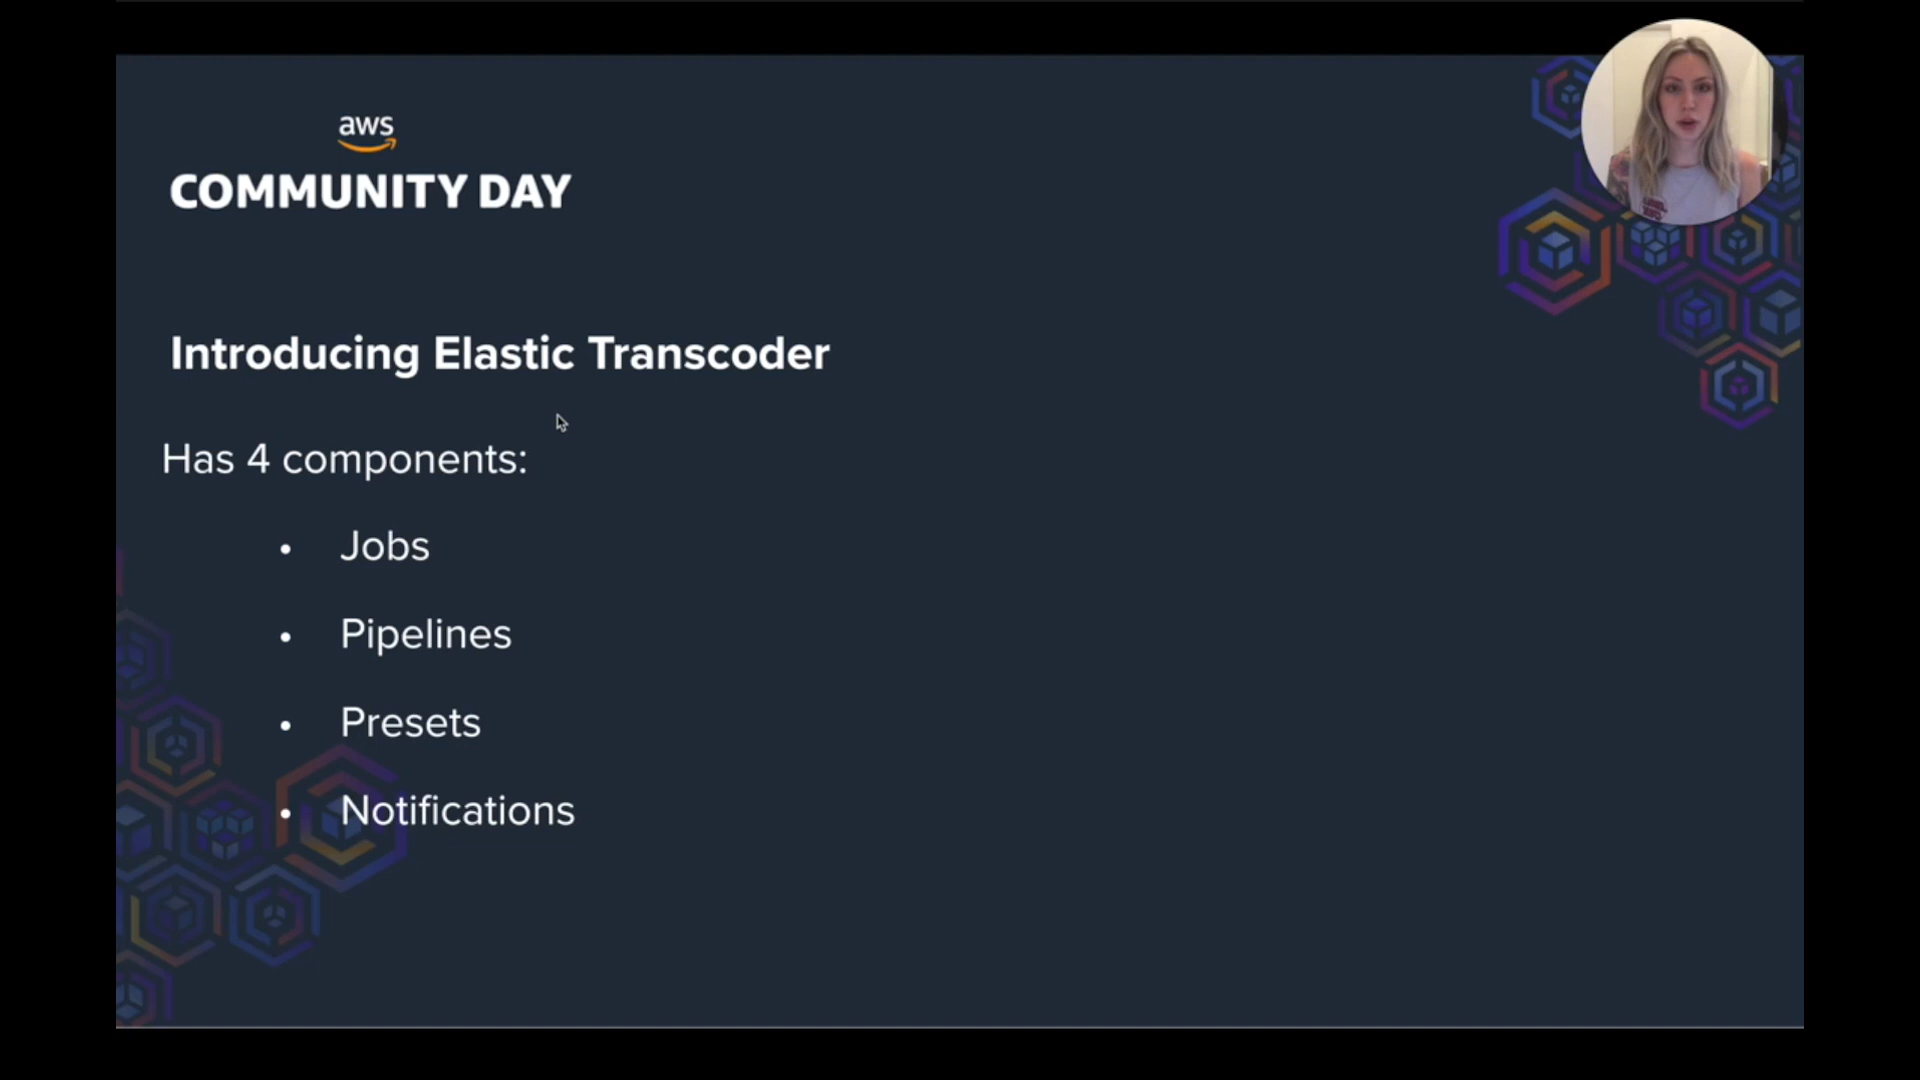 aws
COMMUNITY DAY
Introducing Elastic Transcoder
Has 4 components:
• Jobs
• Pipelines
• Presets
• Notifications